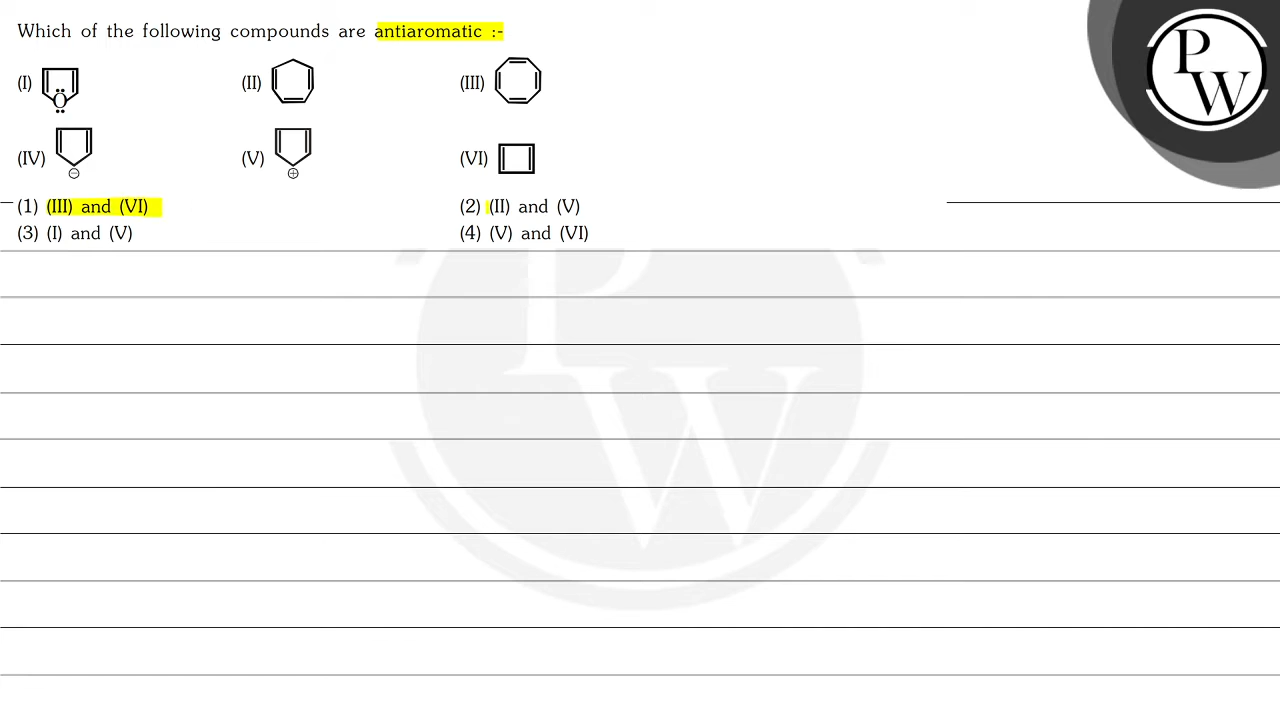 Which of the following compounds are antiaromatic :-
(I) Ö (II) (III)
(IV) ⊖ (V) ⊕ (VI)
(1) (III) and (VI) (2) (II) and (V)
(3) (I) and (V) (4) (V) and (VI)
P
W
P
W